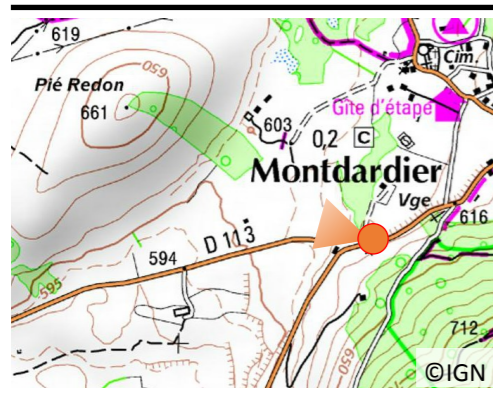 619
Cim.
650
Pié Redon
661
Gîte d'étape
603
0,2
C
Montdardier
Vge
616
D 113
594
595
712
650
©IGN